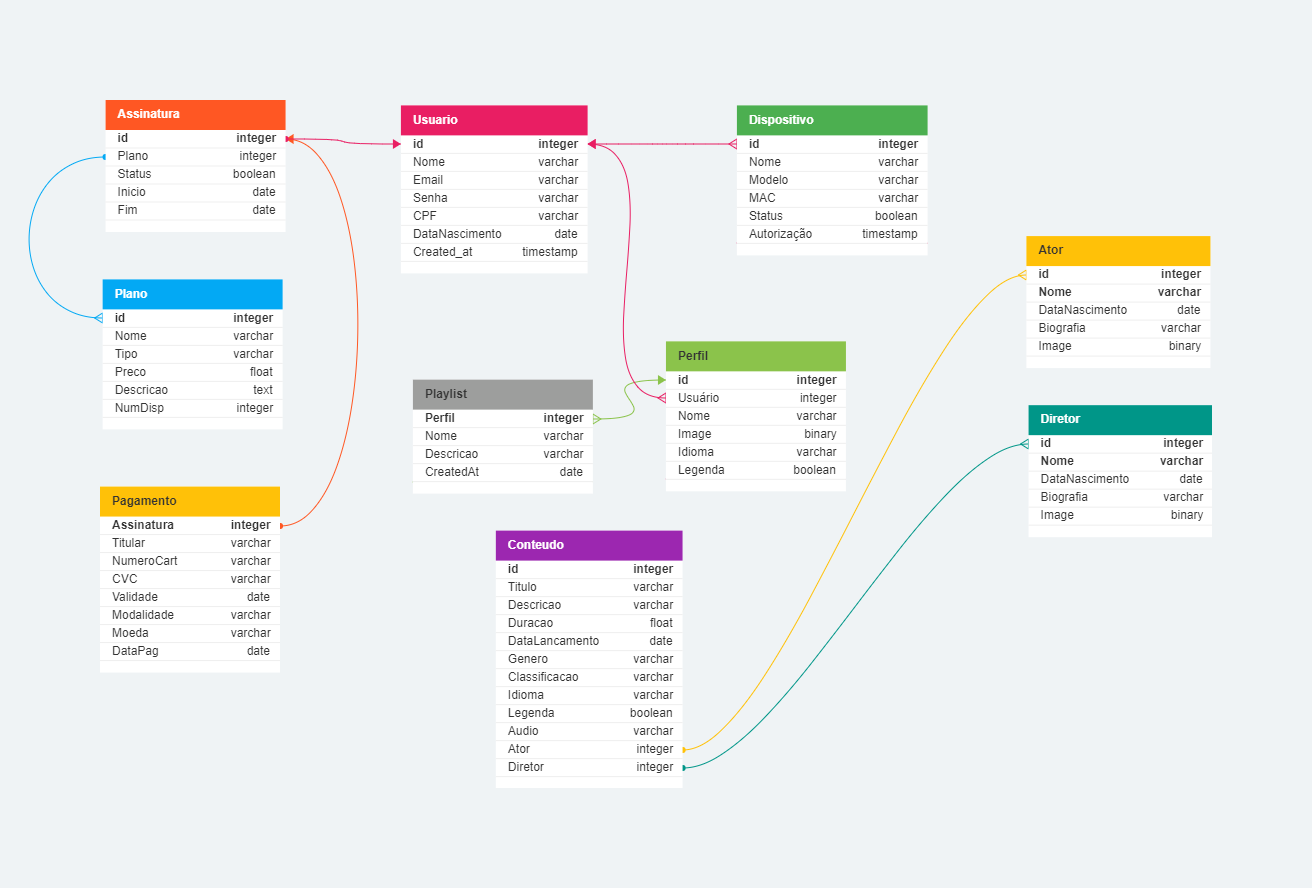 Assinatura
id integer
Plano integer
Status boolean
Inicio date
Fim date
Usuario
id integer
Nome varchar
Email varchar
Senha varchar
CPF varchar
DataNascimento date
Created_at timestamp
Dispositivo
id integer
Nome varchar
Modelo varchar
MAC varchar
Status boolean
Autorização timestamp
Ator
id integer
Nome varchar
DataNascimento date
Biografia varchar
Image binary
Plano
id integer
Nome varchar
Tipo varchar
Preco float
Descricao text
NumDisp integer
Playlist
Perfil integer
Nome varchar
Descricao varchar
CreatedAt date
Perfil
id integer
Usuário integer
Nome varchar
Image binary
Idioma varchar
Legenda boolean
Diretor
id integer
Nome varchar
DataNascimento date
Biografia varchar
Image binary
Pagamento
Assinatura integer
Titular varchar
NumeroCart varchar
CVC varchar
Validade date
Modalidade varchar
Moeda varchar
DataPag date
Conteudo
id integer
Titulo varchar
Descricao varchar
Duracao float
DataLancamento date
Genero varchar
Classificacao varchar
Idioma varchar
Legenda boolean
Audio varchar
Ator integer
Diretor integer